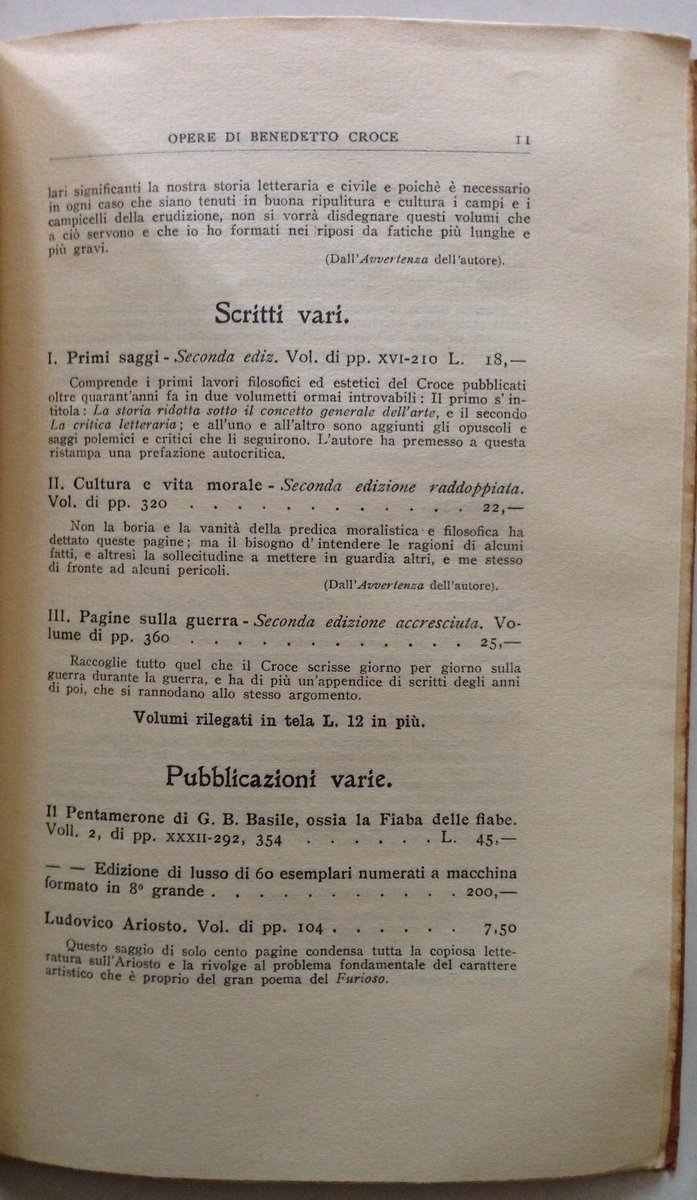 OPERE DI BENEDETTO CROCE 11
lari significanti la nostra storia letteraria e civile e poichè è necessario
in ogni caso che siano tenuti in buona ripulitura e cultura i campi e i
campicelli della erudizione, non si vorrà disdegnare questi volumi che
a ciò servono e che io ho formati nei riposi da fatiche più lunghe e
più gravi.
(Dall'Avvertenza dell'autore).
Scritti vari.
I. Primi saggi - Seconda ediz. Vol. di pp. XVI-210 L. 18,—
Comprende i primi lavori filosofici ed estetici del Croce pubblicati
oltre quarant'anni fa in due volumetti ormai introvabili: Il primo s'in-
titola: La storia ridotta sotto il concetto generale dell'arte, e il secondo
La critica letteraria; e all'uno e all'altro sono aggiunti gli opuscoli e
saggi polemici e critici che li seguirono. L'autore ha premesso a questa
ristampa una prefazione autocritica.
II. Cultura e vita morale - Seconda edizione raddoppiata.
Vol. di pp. 320 . . . . . . . . . . . . 22,—
Non la boria e la vanità della predica moralistica e filosofica ha
dettato queste pagine; ma il bisogno d'intendere le ragioni di alcuni
fatti, e altresì la sollecitudine a mettere in guardia altri, e me stesso
di fronte ad alcuni pericoli.
(Dall'Avvertenza dell'autore).
III. Pagine sulla guerra - Seconda edizione accresciuta. Vo-
lume di pp. 360 . . . . . . . . . . . . 25,—
Raccoglie tutto quel che il Croce scrisse giorno per giorno sulla
guerra durante la guerra, e ha di più un'appendice di scritti degli anni
di poi, che si rannodano allo stesso argomento.
Volumi rilegati in tela L. 12 in più.
Pubblicazioni varie.
Il Pentamerone di G. B. Basile, ossia la Fiaba delle fiabe.
Voll. 2, di pp. XXXII-292, 354 . . . . . . L. 45,—
— — Edizione di lusso di 60 esemplari numerati a macchina
formato in 8º grande . . . . . . . . . . . 200,—
Ludovico Ariosto. Vol. di pp. 104 . . . . . . 7,50
Questo saggio di solo cento pagine condensa tutta la copiosa lette-
ratura sull'Ariosto e la rivolge al problema fondamentale del carattere
artistico che è proprio del gran poema del Furioso.